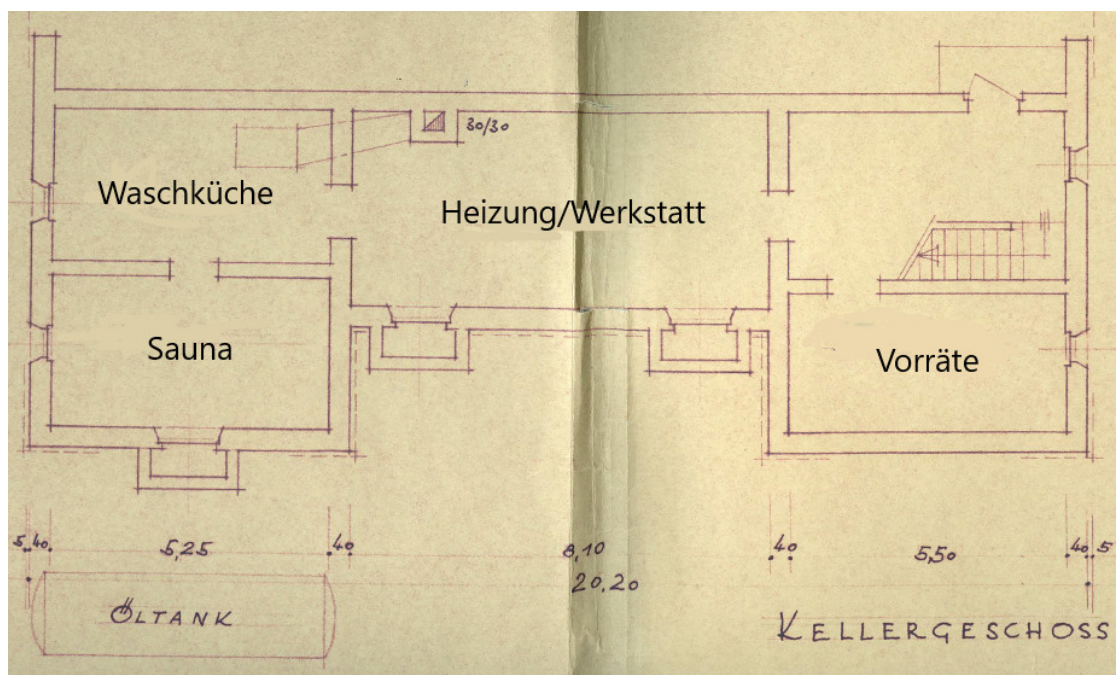 30/30
Waschküche
Heizung/Werkstatt
Sauna
Vorräte
5 40 5,25 40 8,10 40 5,50 40 5
20,20
ÖLTANK
KELLERGESCHOSS